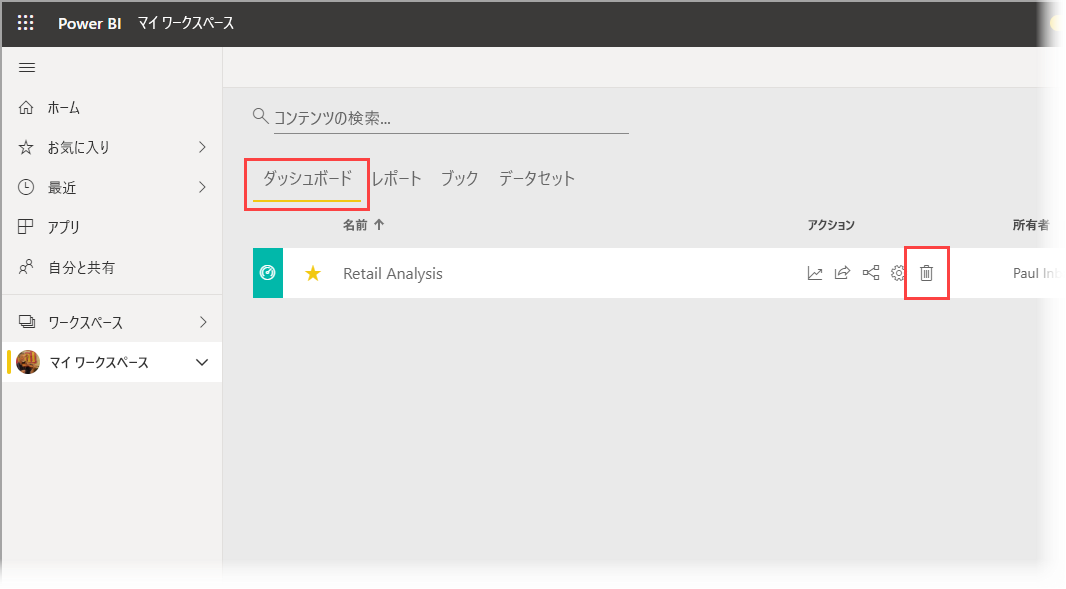 Power BI マイ ワークスペース
ホーム
お気に入り
最近
アプリ
自分と共有
ワークスペース
マイ ワークスペース
コンテンツの検索...
ダッシュボード レポート ブック データセット
名前 アクション 所有者
Retail Analysis Paul